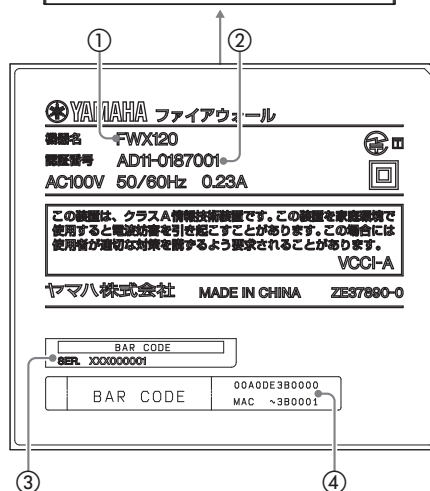 ① ②
YAMAHA ファイアウォール
機器名 FWX120
認証番号 AD11-0187001
AC100V 50/60Hz 0.23A
この装置は、クラスA情報技術装置です。この装置を家庭環境で
使用すると電波妨害を引き起こすことがあります。この場合には
使用者が適切な対策を講ずるよう要求されることがあります。
VCCI-A
ヤマハ株式会社 MADE IN CHINA ZE37890-0
BAR CODE
SER. XXX000001
BAR CODE
00A0DE3B0000
MAC ~3B0001
③ ④